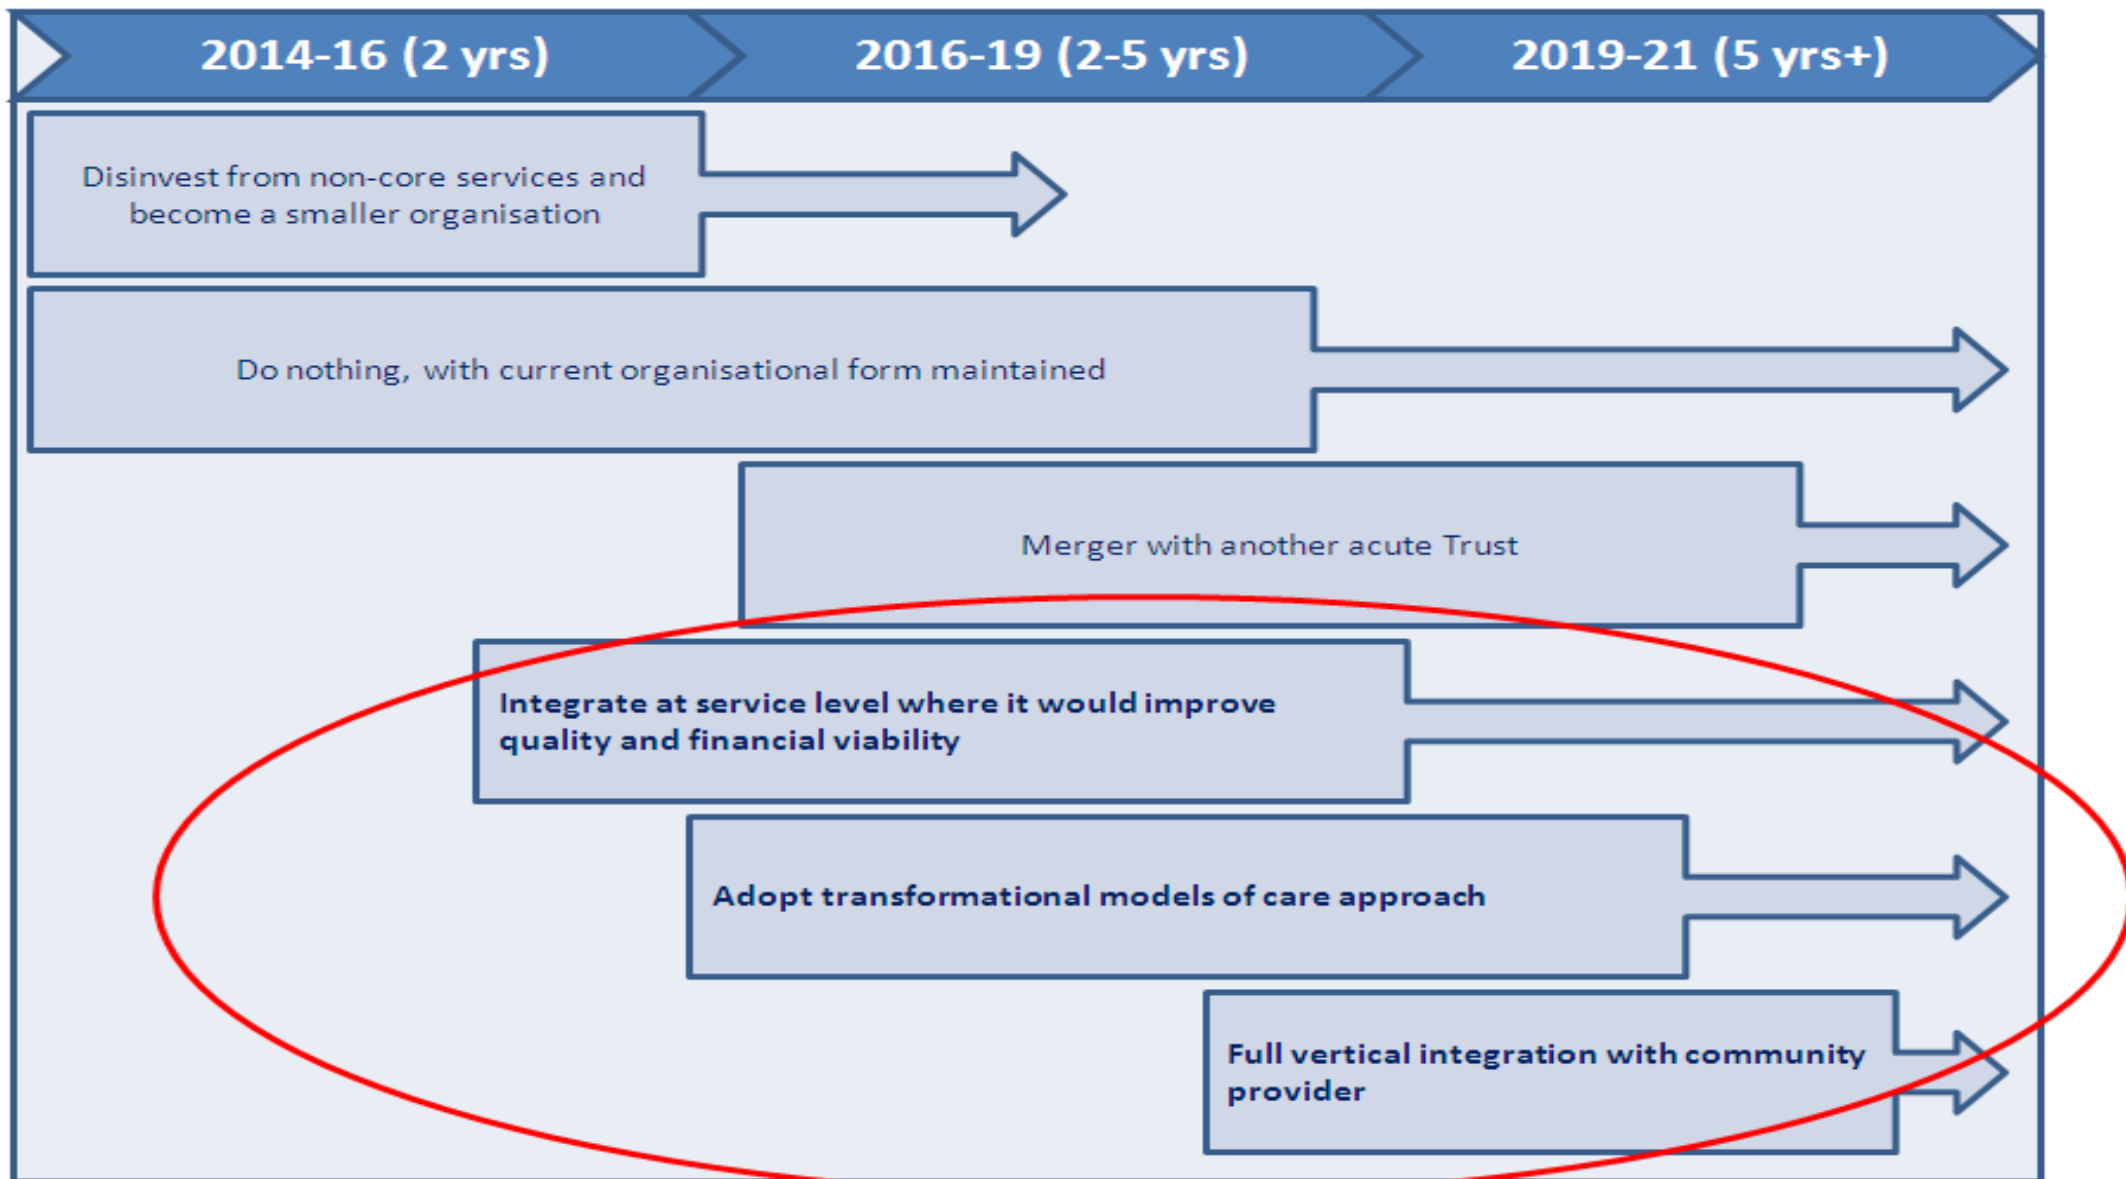 2014-16 (2 yrs)
2016-19 (2-5 yrs)
2019-21 (5 yrs+)
Disinvest from non-core services and
become a smaller organisation
Do nothing, with current organisational form maintained
Merger with another acute Trust
Integrate at service level where it would improve
quality and financial viability
Adopt transformational models of care approach
Full vertical integration with community
provider